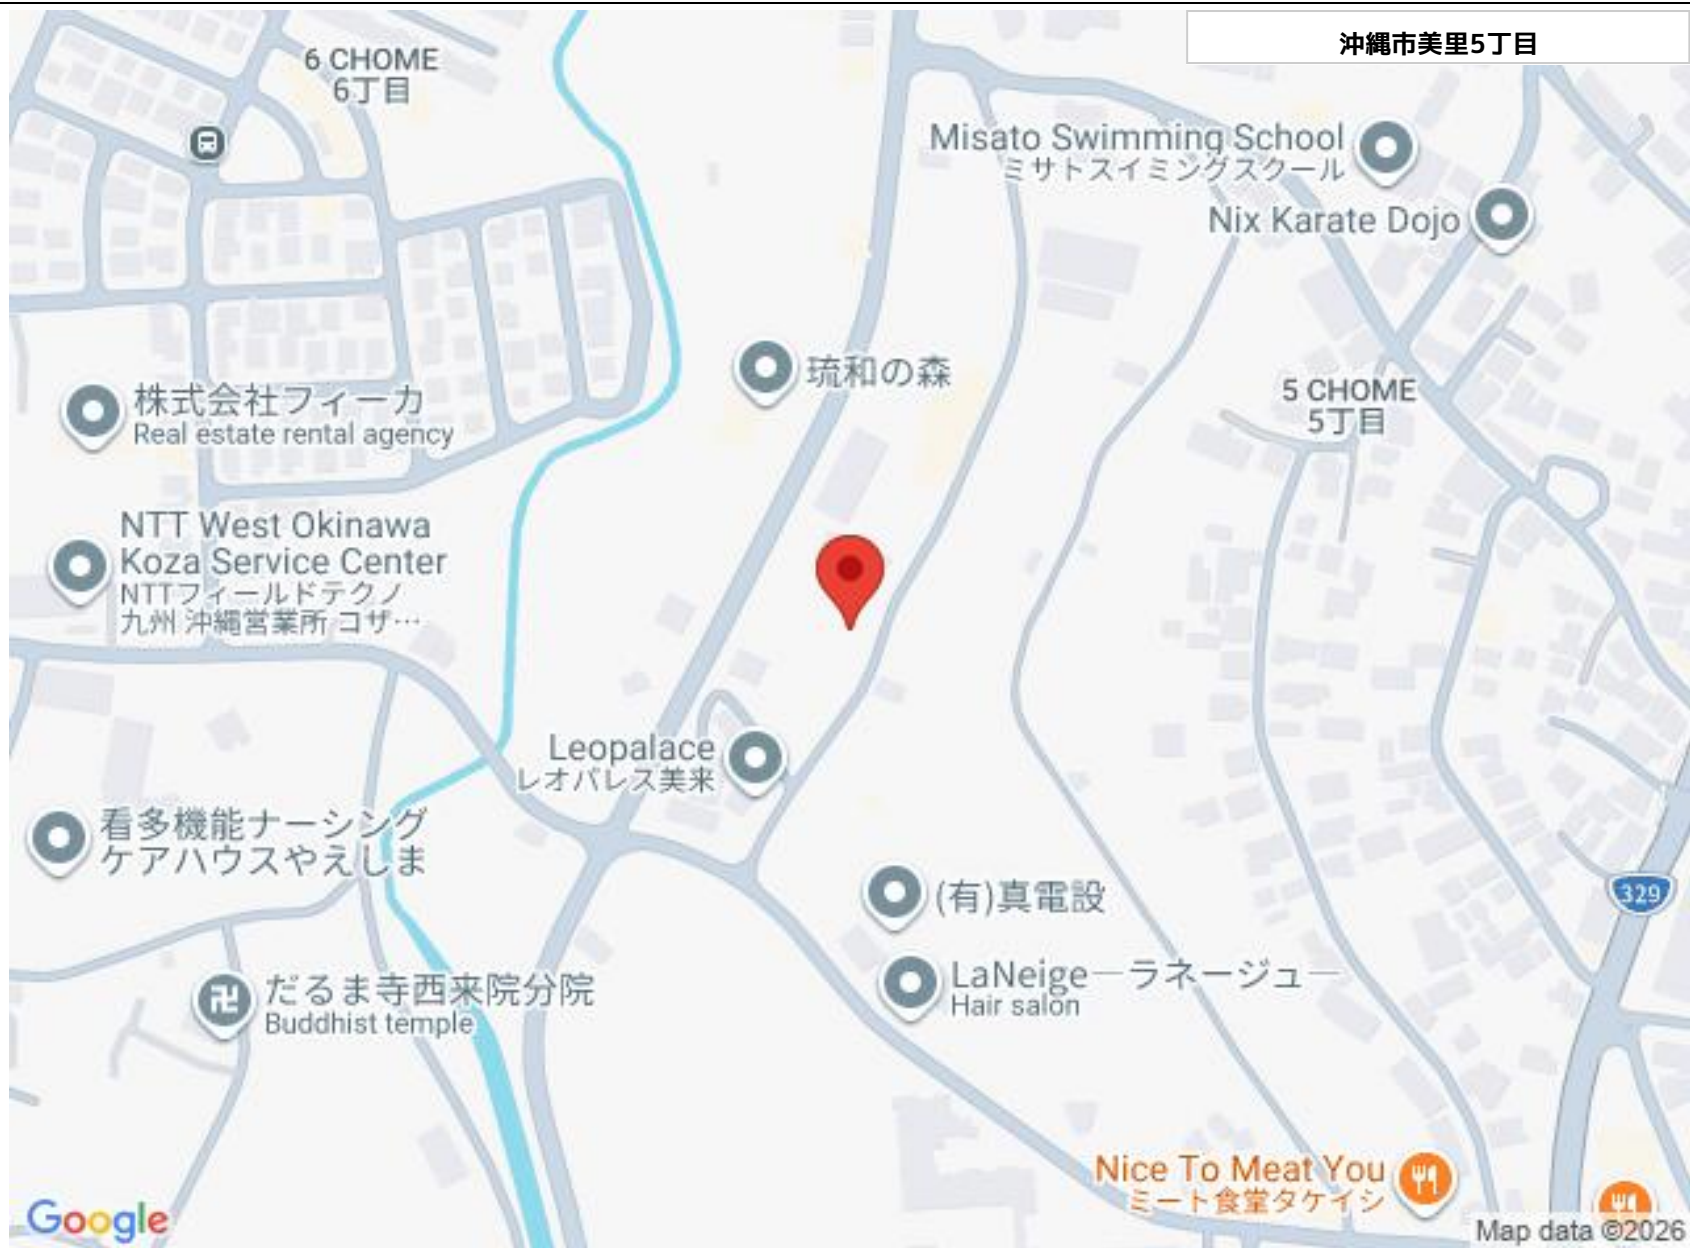 沖縄市美里5丁目
6 CHOME
6丁目
Misato Swimming School
ミサトスイミングスクール
Nix Karate Dojo
琉和の森
5 CHOME
5丁目
株式会社フィーカ
Real estate rental agency
NTT West Okinawa
Koza Service Center
NTTフィールドテクノ
九州 沖縄営業所 コザ…
Leopalace
レオパレス美来
看多機能ナーシング
ケアハウスやえしま
(有)真電設
329
LaNeige―ラネージュ―
Hair salon
だるま寺西来院分院
Buddhist temple
Nice To Meat You
ミート食堂タケイシ
Google
Map data ©2026